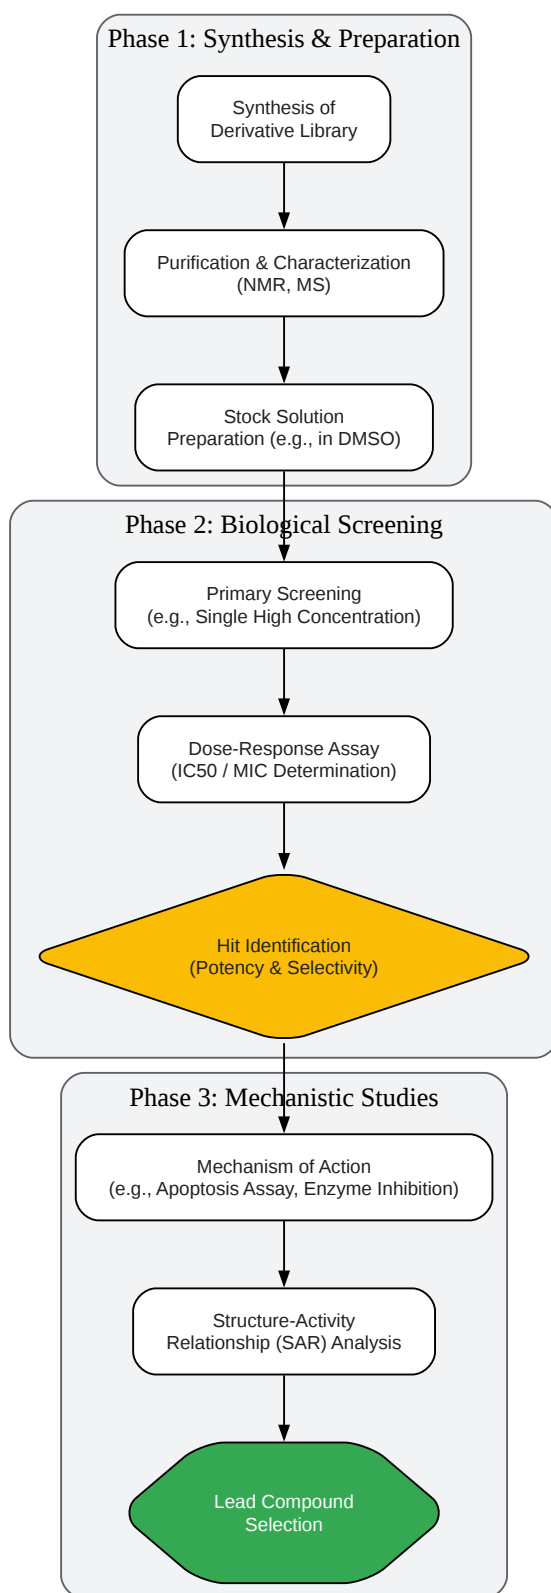 Phase 1: Synthesis & Preparation
Synthesis of
Derivative Library
Purification & Characterization
(NMR, MS)
Stock Solution
Preparation (e.g., in DMSO)
Phase 2: Biological Screening
Primary Screening
(e.g., Single High Concentration)
Dose-Response Assay
(IC50 / MIC Determination)
Hit Identification
(Potency & Selectivity)
Phase 3: Mechanistic Studies
Mechanism of Action
(e.g., Apoptosis Assay, Enzyme Inhibition)
Structure-Activity
Relationship (SAR) Analysis
Lead Compound
Selection